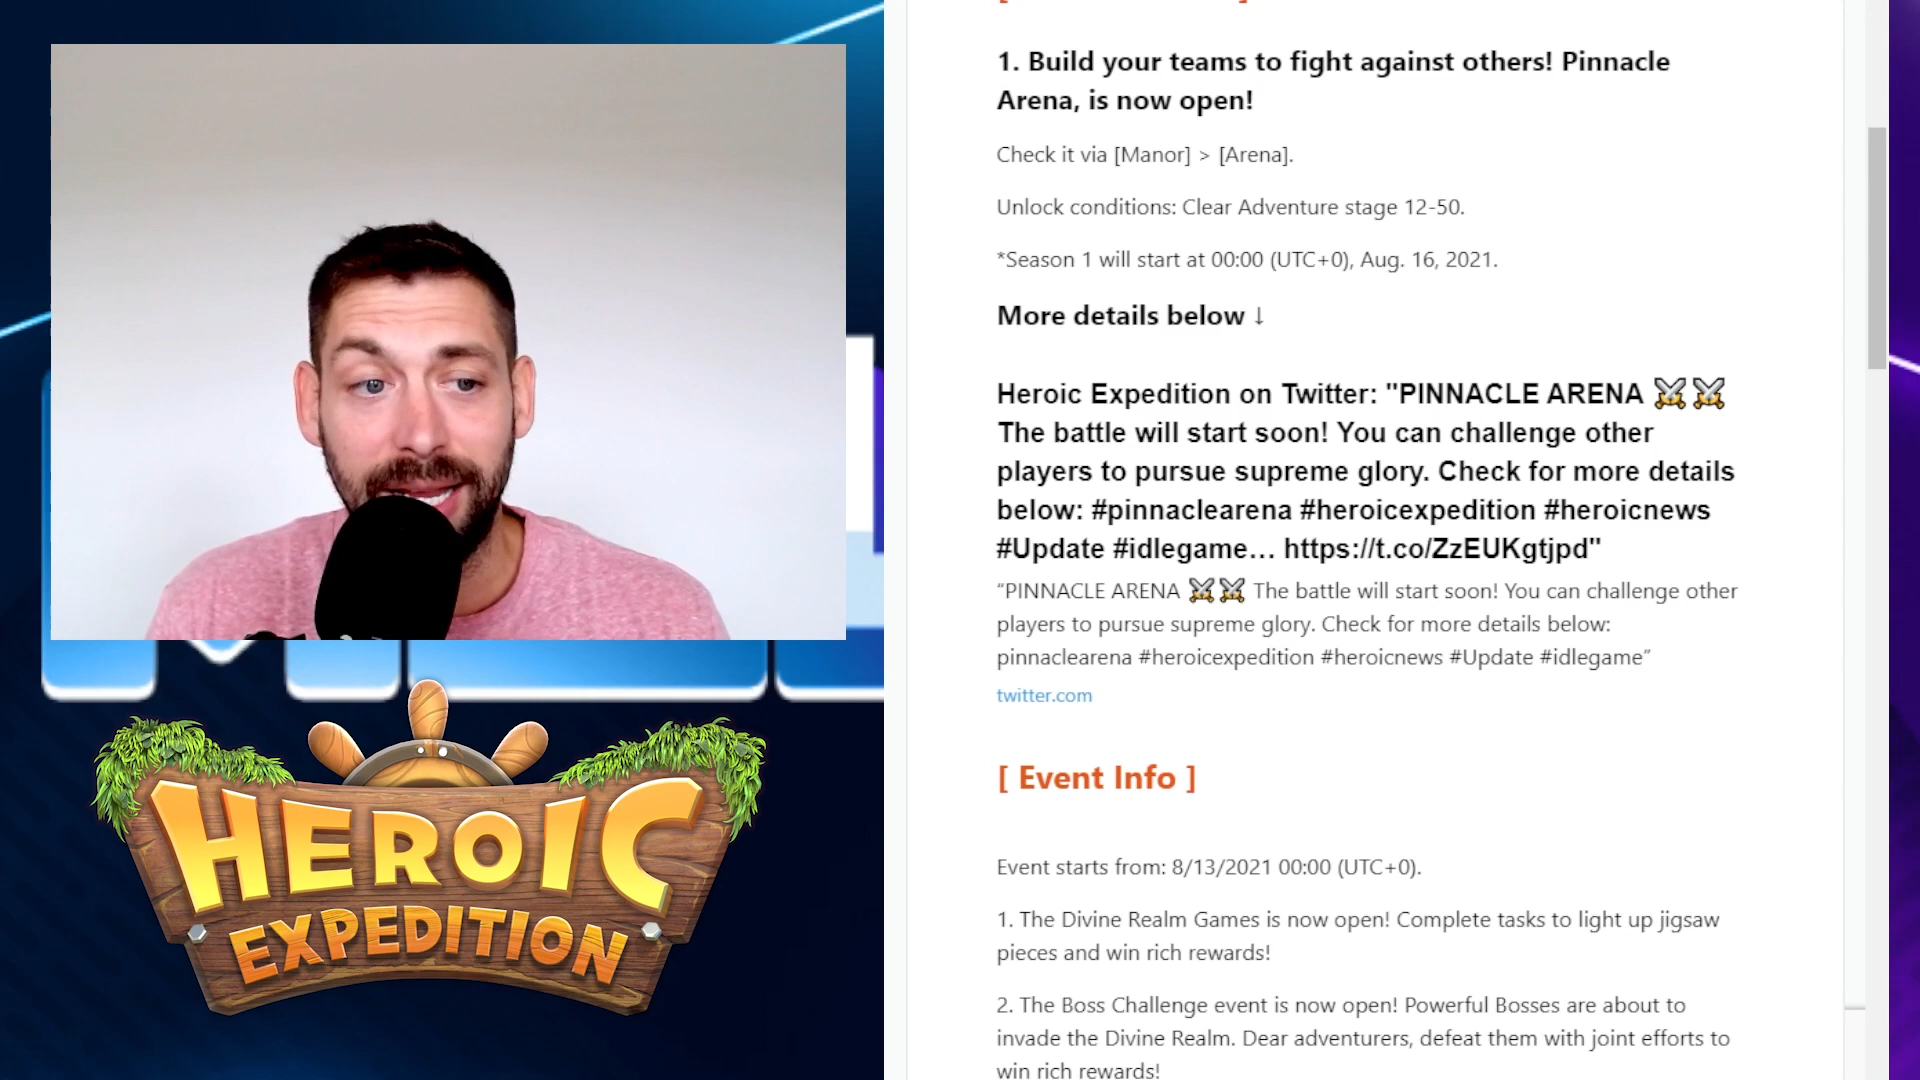 1. Build your teams to fight against others! Pinnacle
Arena, is now open!
Check it via [Manor] > [Arena].
Unlock conditions: Clear Adventure stage 12-50.
*Season 1 will start at 00:00 (UTC+0), Aug. 16, 2021.
More details below ↓
Heroic Expedition on Twitter: "PINNACLE ARENA ⚔️⚔️
The battle will start soon! You can challenge other
players to pursue supreme glory. Check for more details
below: #pinnaclearena #heroicexpedition #heroicnews
#Update #idlegame… https://t.co/ZzEUKgtjpd"
“PINNACLE ARENA ⚔️⚔️ The battle will start soon! You can challenge other
players to pursue supreme glory. Check for more details below:
pinnaclearena #heroicexpedition #heroicnews #Update #idlegame”
twitter.com
[ Event Info ]
Event starts from: 8/13/2021 00:00 (UTC+0).
1. The Divine Realm Games is now open! Complete tasks to light up jigsaw
pieces and win rich rewards!
2. The Boss Challenge event is now open! Powerful Bosses are about to
invade the Divine Realm. Dear adventurers, defeat them with joint efforts to
win rich rewards!
HEROIC
EXPEDITION